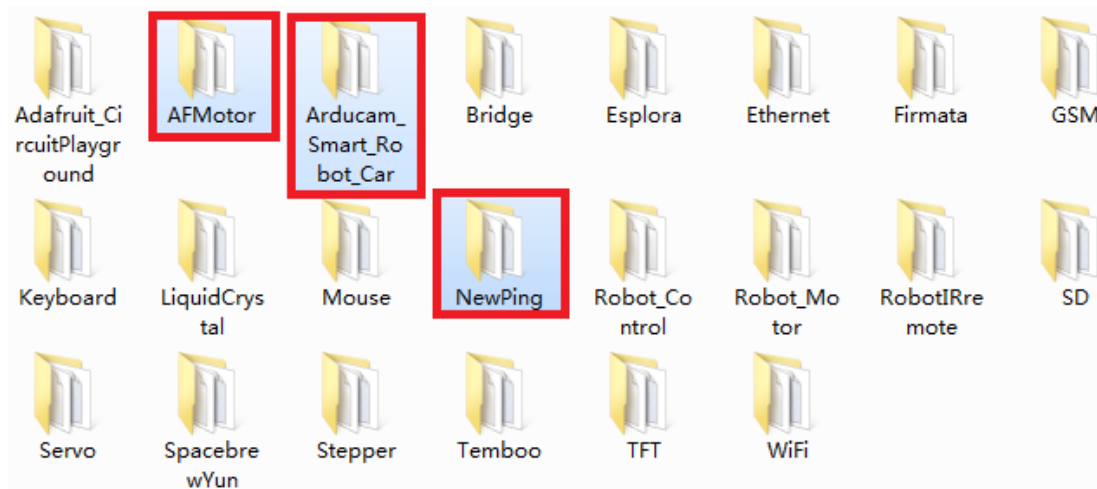 Adafruit_Ci
rcuitPlaygr
ound
AFMotor
Arducam_
Smart_Ro
bot_Car
Bridge
Esplora
Ethernet
Firmata
GSM
Keyboard
LiquidCrys
tal
Mouse
NewPing
Robot_Co
ntrol
Robot_Mo
tor
RobotIRre
mote
SD
Servo
Spacebre
wYun
Stepper
Temboo
TFT
WiFi